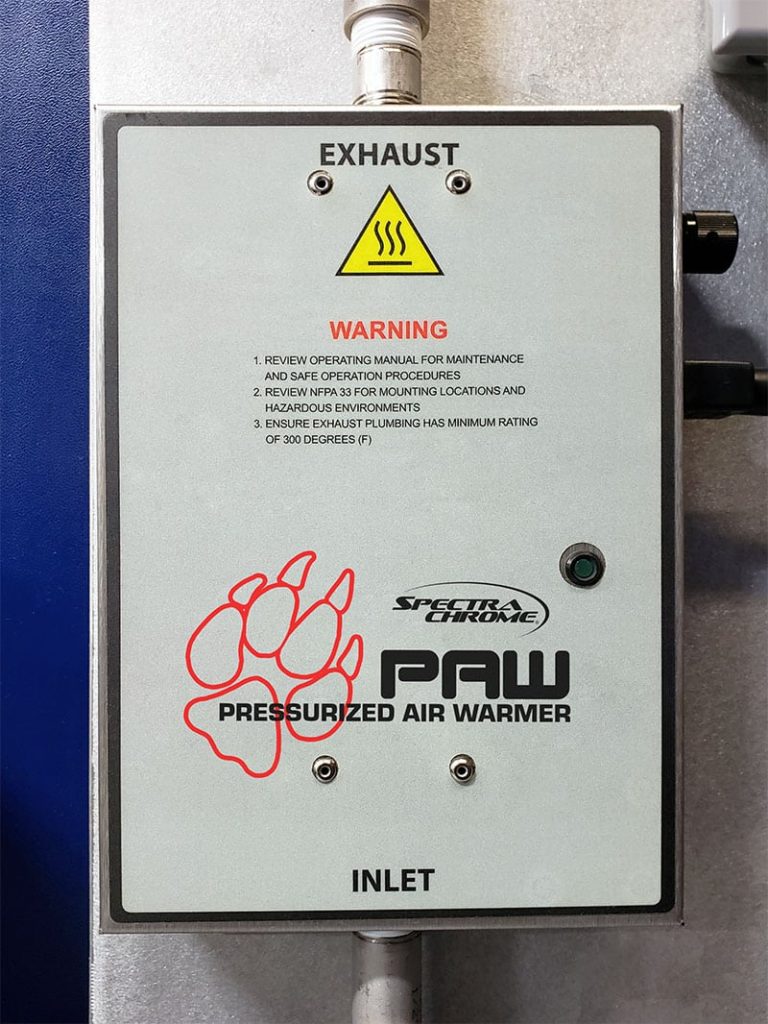 EXHAUST
WARNING
1. REVIEW OPERATING MANUAL FOR MAINTENANCE
AND SAFE OPERATION PROCEDURES
2. REVIEW NFPA 33 FOR MOUNTING LOCATIONS AND
HAZARDOUS ENVIRONMENTS
3. ENSURE EXHAUST PLUMBING HAS MINIMUM RATING
OF 300 DEGREES (F)
SPECTRA
CHROME®
PAW
PRESSURIZED AIR WARMER
INLET